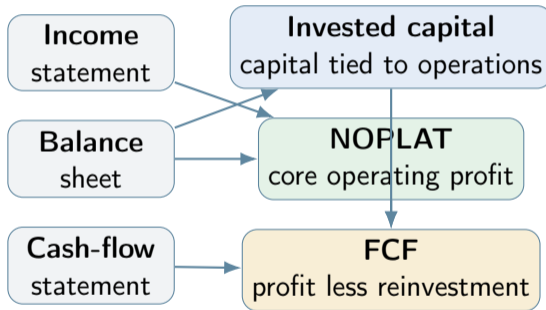 Income
statement
Invested capital
capital tied to operations
Balance
sheet
NOPLAT
core operating profit
Cash-flow
statement
FCF
profit less reinvestment